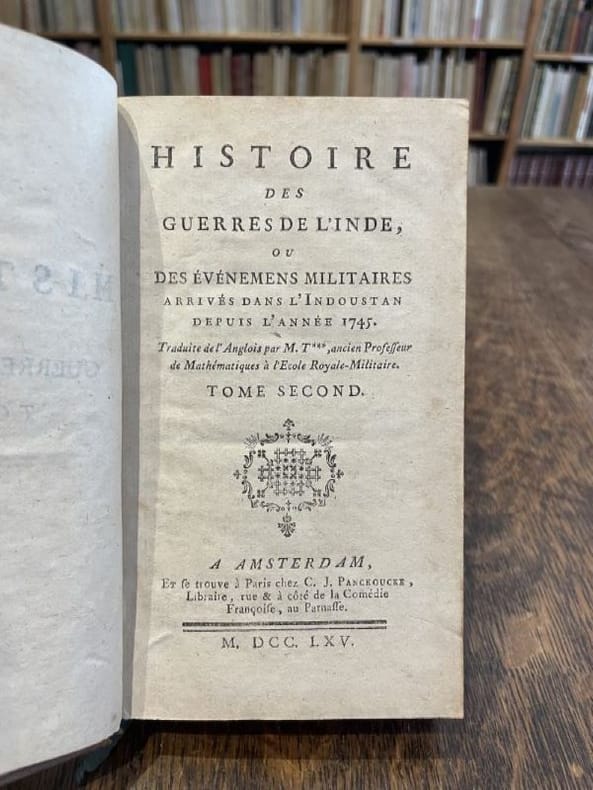 HISTOIRE
DES
GUERRES DE L'INDE,
OU
DES ÉVÉNEMENS MILITAIRES
ARRIVÉS DANS L'INDOUSTAN
DEPUIS L'ANNÉE 1745.
Traduite de l'Anglois par M. T***, ancien Professeur
de Mathématiques à l'Ecole Royale-Militaire.
TOME SECOND.
A AMSTERDAM,
Et se trouve à Paris chez C. J. PANCKOUCKE,
Libraire, rue & à côté de la Comédie
Françoise, au Parnasse.
M. DCC. LXV.